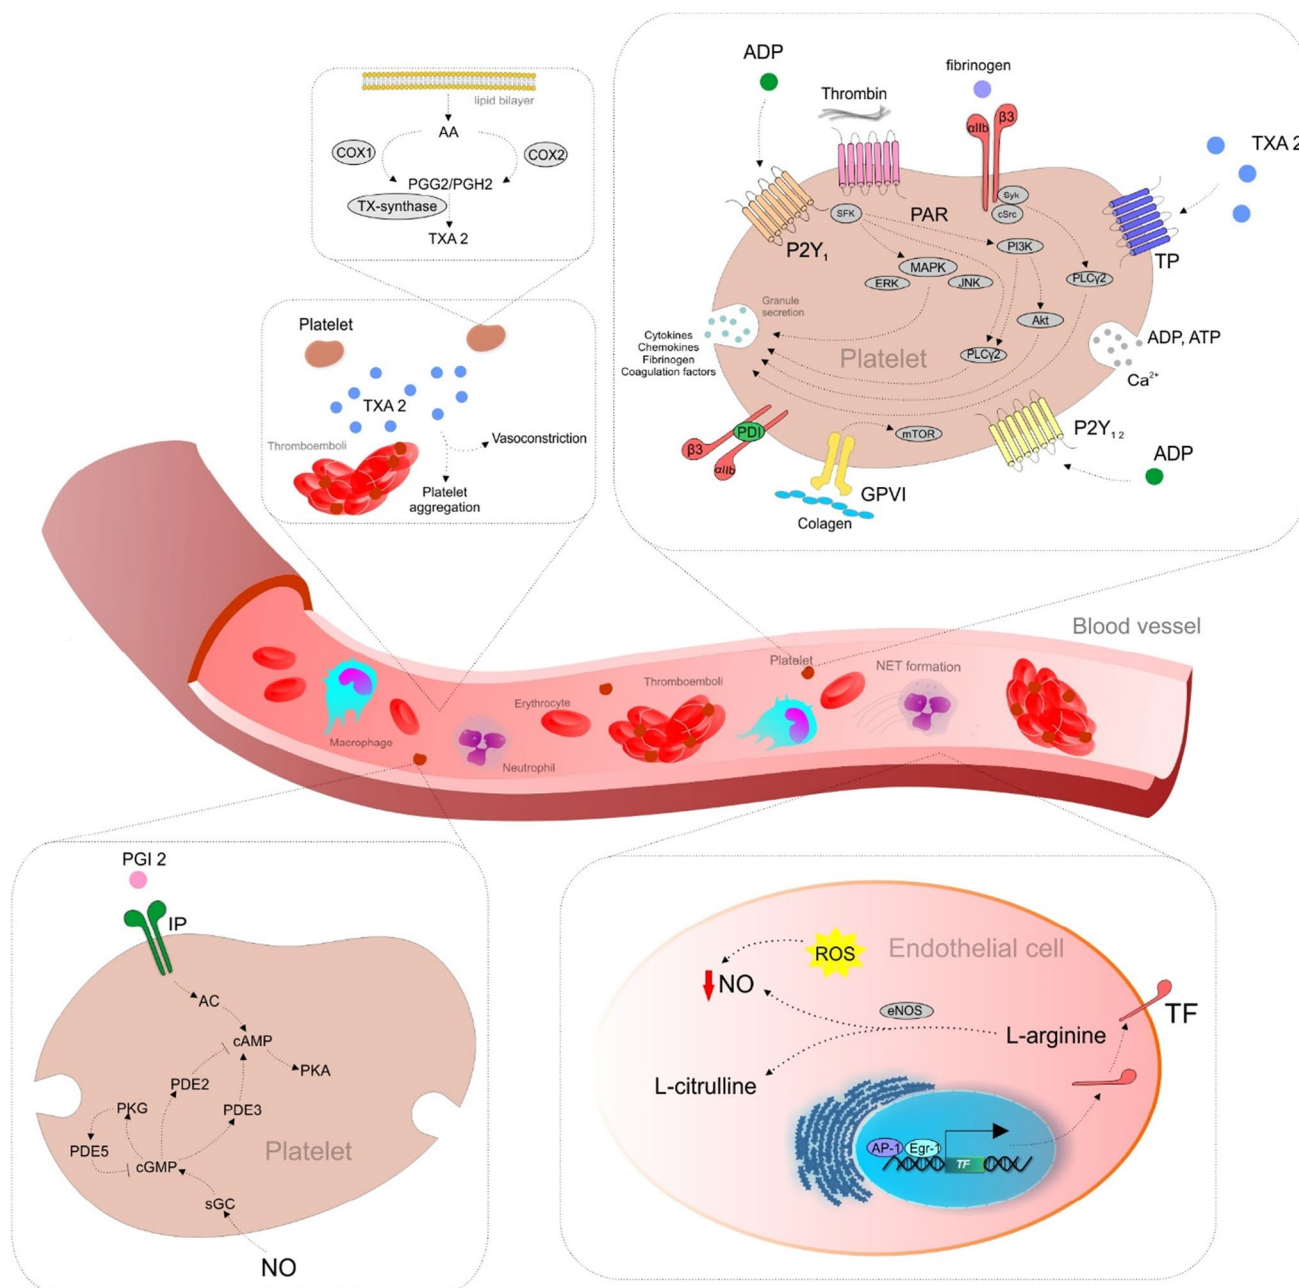 lipid bilayer
AA
COX1
COX2
PGG2/PGH2
TX-synthase
TXA 2
Platelet
TXA 2
Thromboemboli
Vasoconstriction
Platelet
aggregation
ADP
Thrombin
fibrinogen
αIIb
β3
TXA 2
Syk
cSrc
SFK
PAR
P2Y1
PI3K
TP
MAPK
ERK
JNK
PLCγ2
Granule
secretion
Akt
Cytokines
Chemokines
Fibrinogen
Coagulation factors
Platelet
PLCγ2
ADP, ATP
Ca2+
PDI
β3
αIIb
mTOR
P2Y12
ADP
GPVI
Colagen
Blood vessel
Platelet
NET formation
Thromboemboli
Erythrocyte
Macrophage
Neutrophil
PGI 2
IP
AC
cAMP
PKA
PDE2
PKG
PDE3
PDE5
cGMP
Platelet
sGC
NO
ROS
Endothelial cell
NO
eNOS
L-arginine
TF
L-citrulline
AP-1
Egr-1
TF